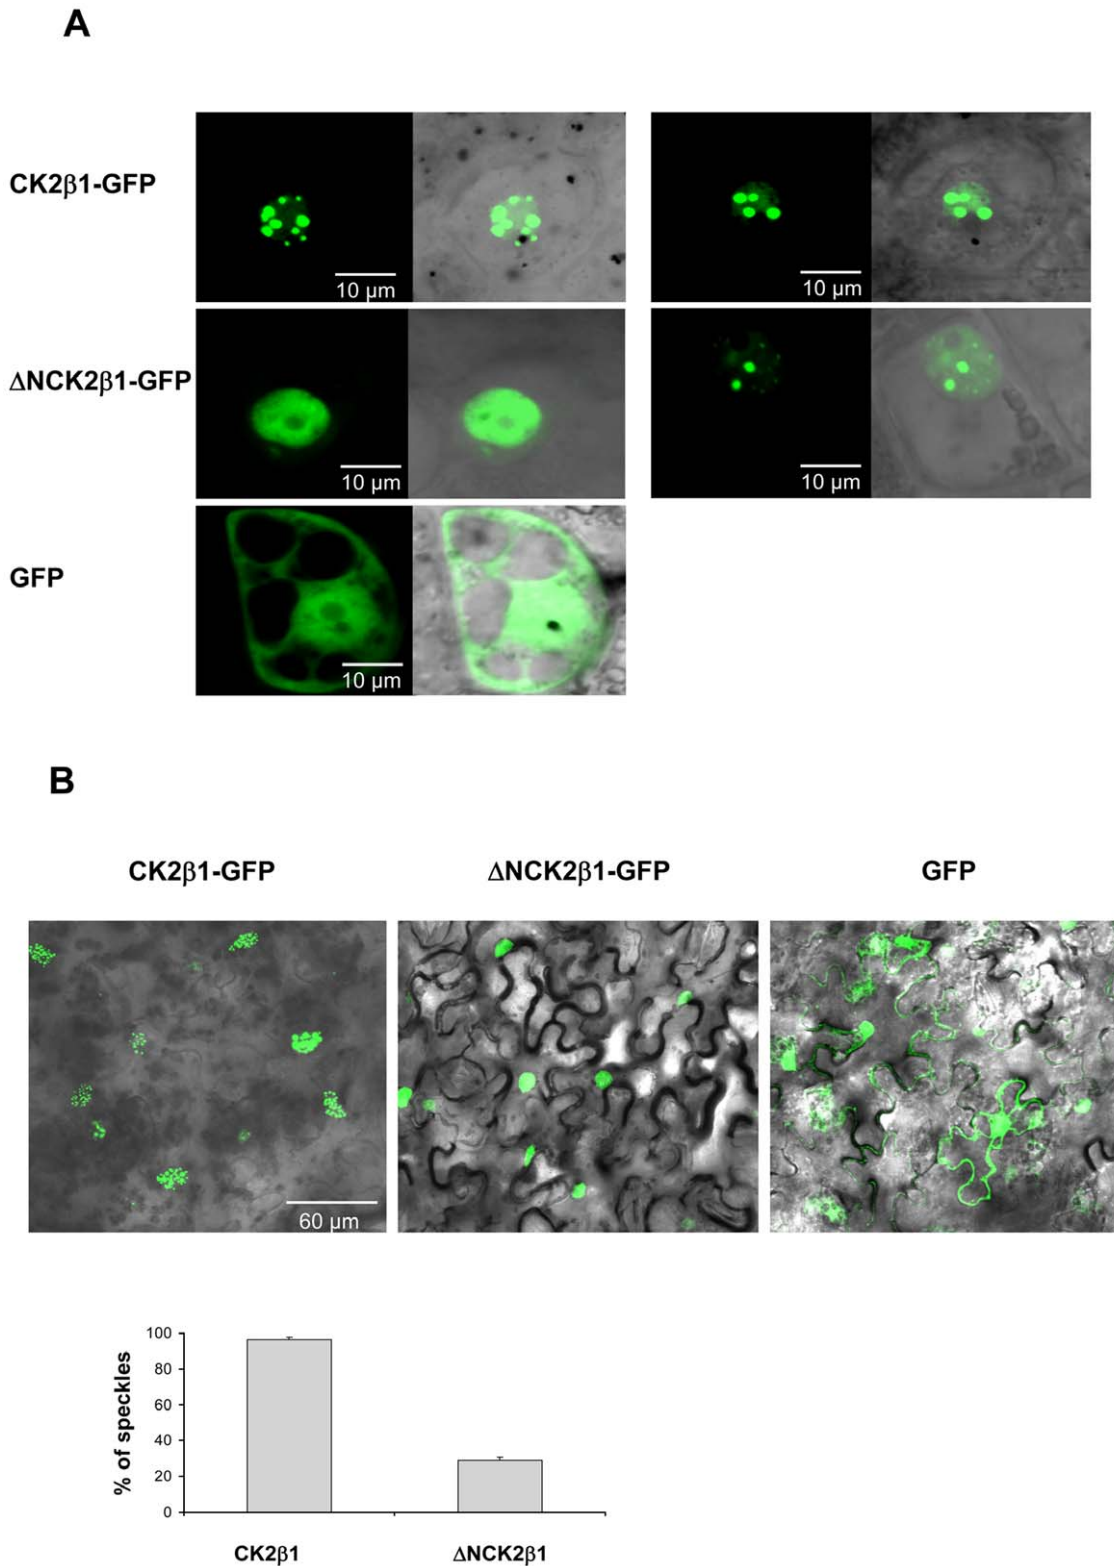 A
CK2β1-GFP
10 µm
10 µm
ΔNCK2β1-GFP
10 µm
10 µm
GFP
10 µm
B
CK2β1-GFP ΔNCK2β1-GFP GFP
60 µm
% of speckles
100
80
60
40
20
0
CK2β1 ΔNCK2β1